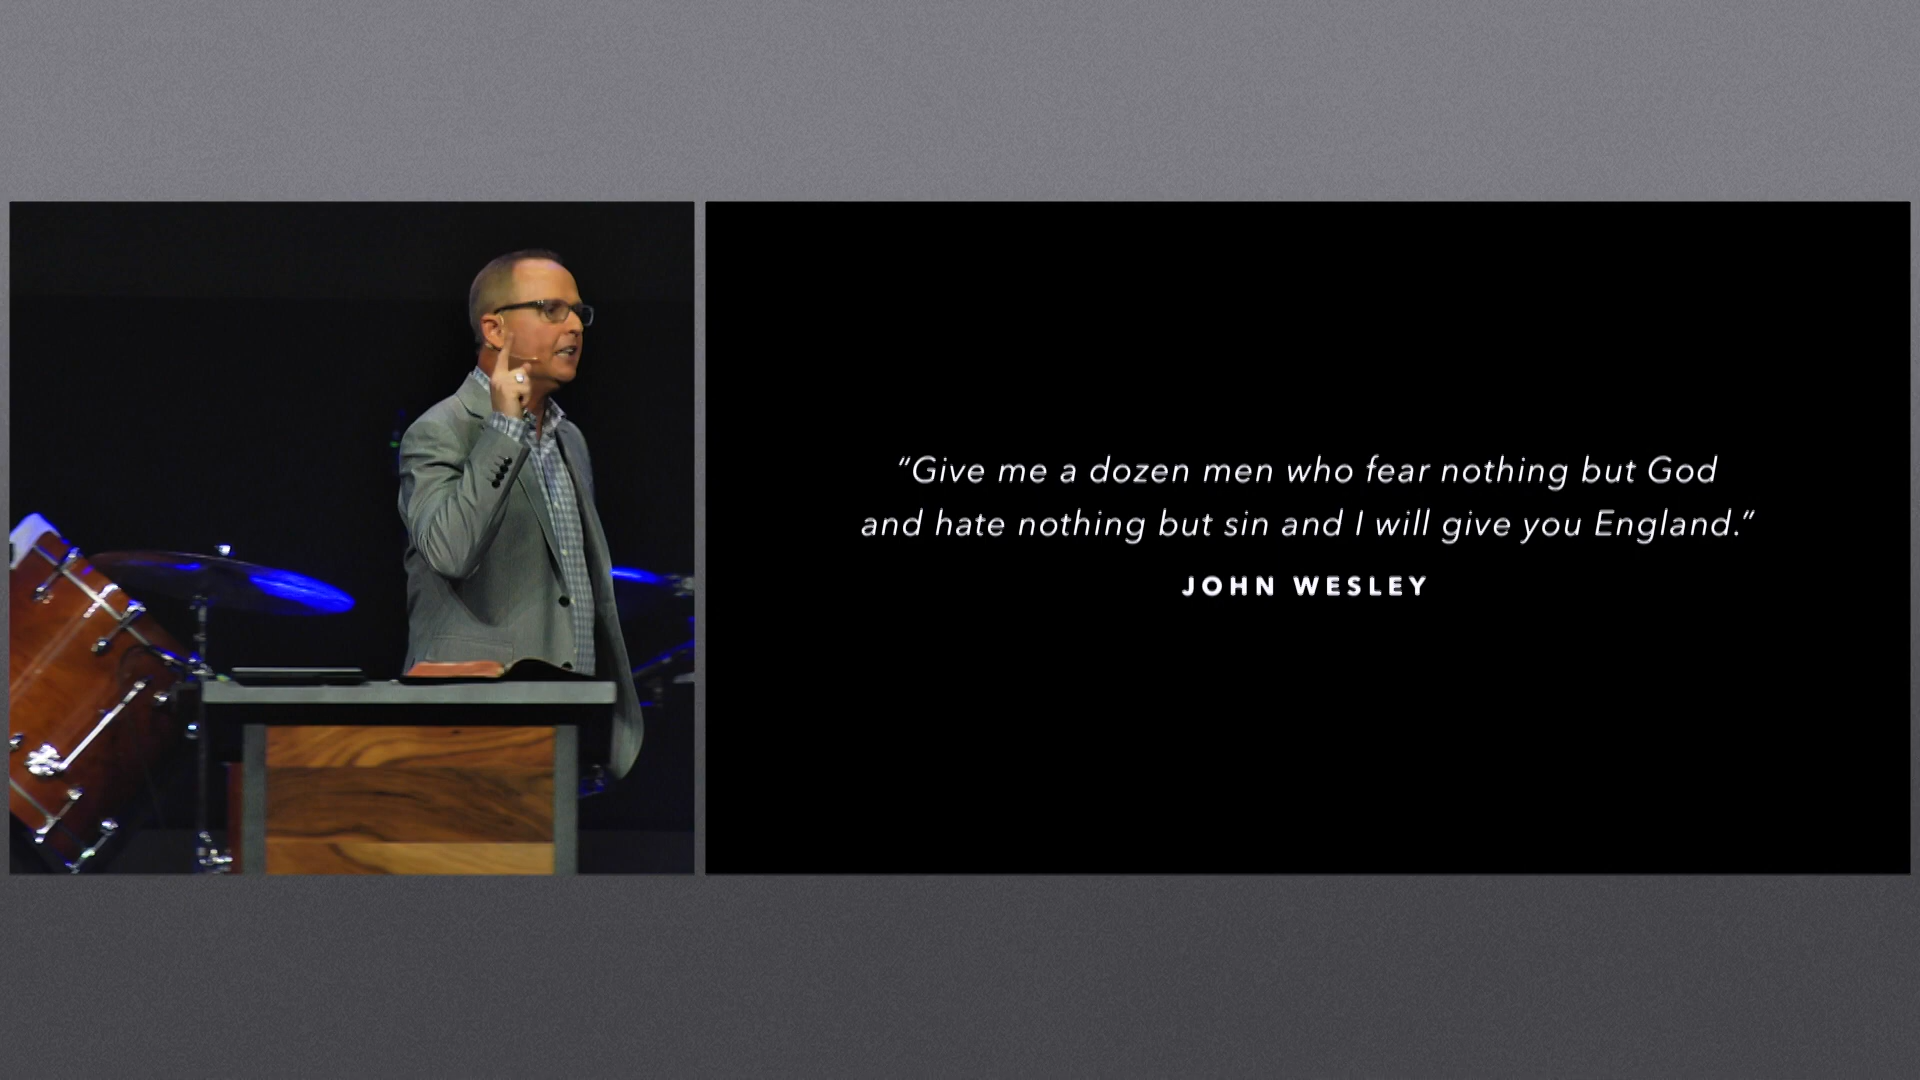 “Give me a dozen men who fear nothing but God
and hate nothing but sin and I will give you England.”
JOHN WESLEY